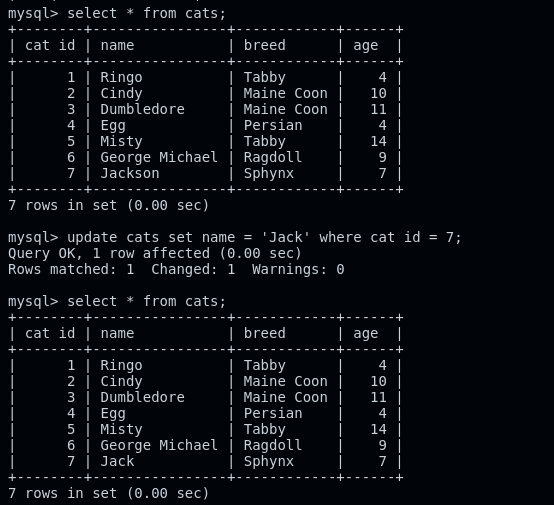 mysql> select * from cats;
+--------+----------------+------------+------+
| cat id | name           | breed      | age  |
+--------+----------------+------------+------+
|      1 | Ringo          | Tabby      |    4 |
|      2 | Cindy          | Maine Coon |   10 |
|      3 | Dumbledore     | Maine Coon |   11 |
|      4 | Egg            | Persian    |    4 |
|      5 | Misty          | Tabby      |   14 |
|      6 | George Michael | Ragdoll    |    9 |
|      7 | Jackson        | Sphynx     |    7 |
+--------+----------------+------------+------+
7 rows in set (0.00 sec)

mysql> update cats set name = 'Jack' where cat id = 7;
Query OK, 1 row affected (0.00 sec)
Rows matched: 1  Changed: 1  Warnings: 0

mysql> select * from cats;
+--------+----------------+------------+------+
| cat id | name           | breed      | age  |
+--------+----------------+------------+------+
|      1 | Ringo          | Tabby      |    4 |
|      2 | Cindy          | Maine Coon |   10 |
|      3 | Dumbledore     | Maine Coon |   11 |
|      4 | Egg            | Persian    |    4 |
|      5 | Misty          | Tabby      |   14 |
|      6 | George Michael | Ragdoll    |    9 |
|      7 | Jack           | Sphynx     |    7 |
+--------+----------------+------------+------+
7 rows in set (0.00 sec)